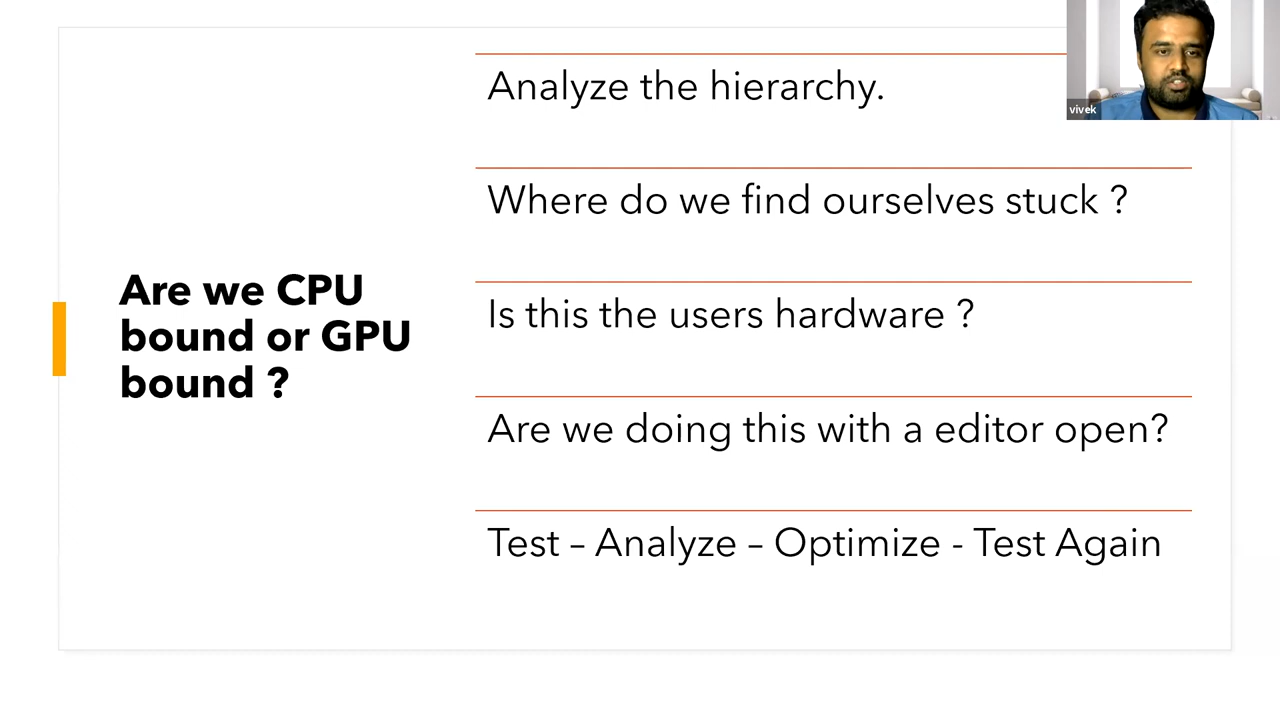 Are we CPU
bound or GPU
bound ?
Analyze the hierarchy.
Where do we find ourselves stuck ?
Is this the users hardware ?
Are we doing this with a editor open?
Test – Analyze – Optimize - Test Again
vivek